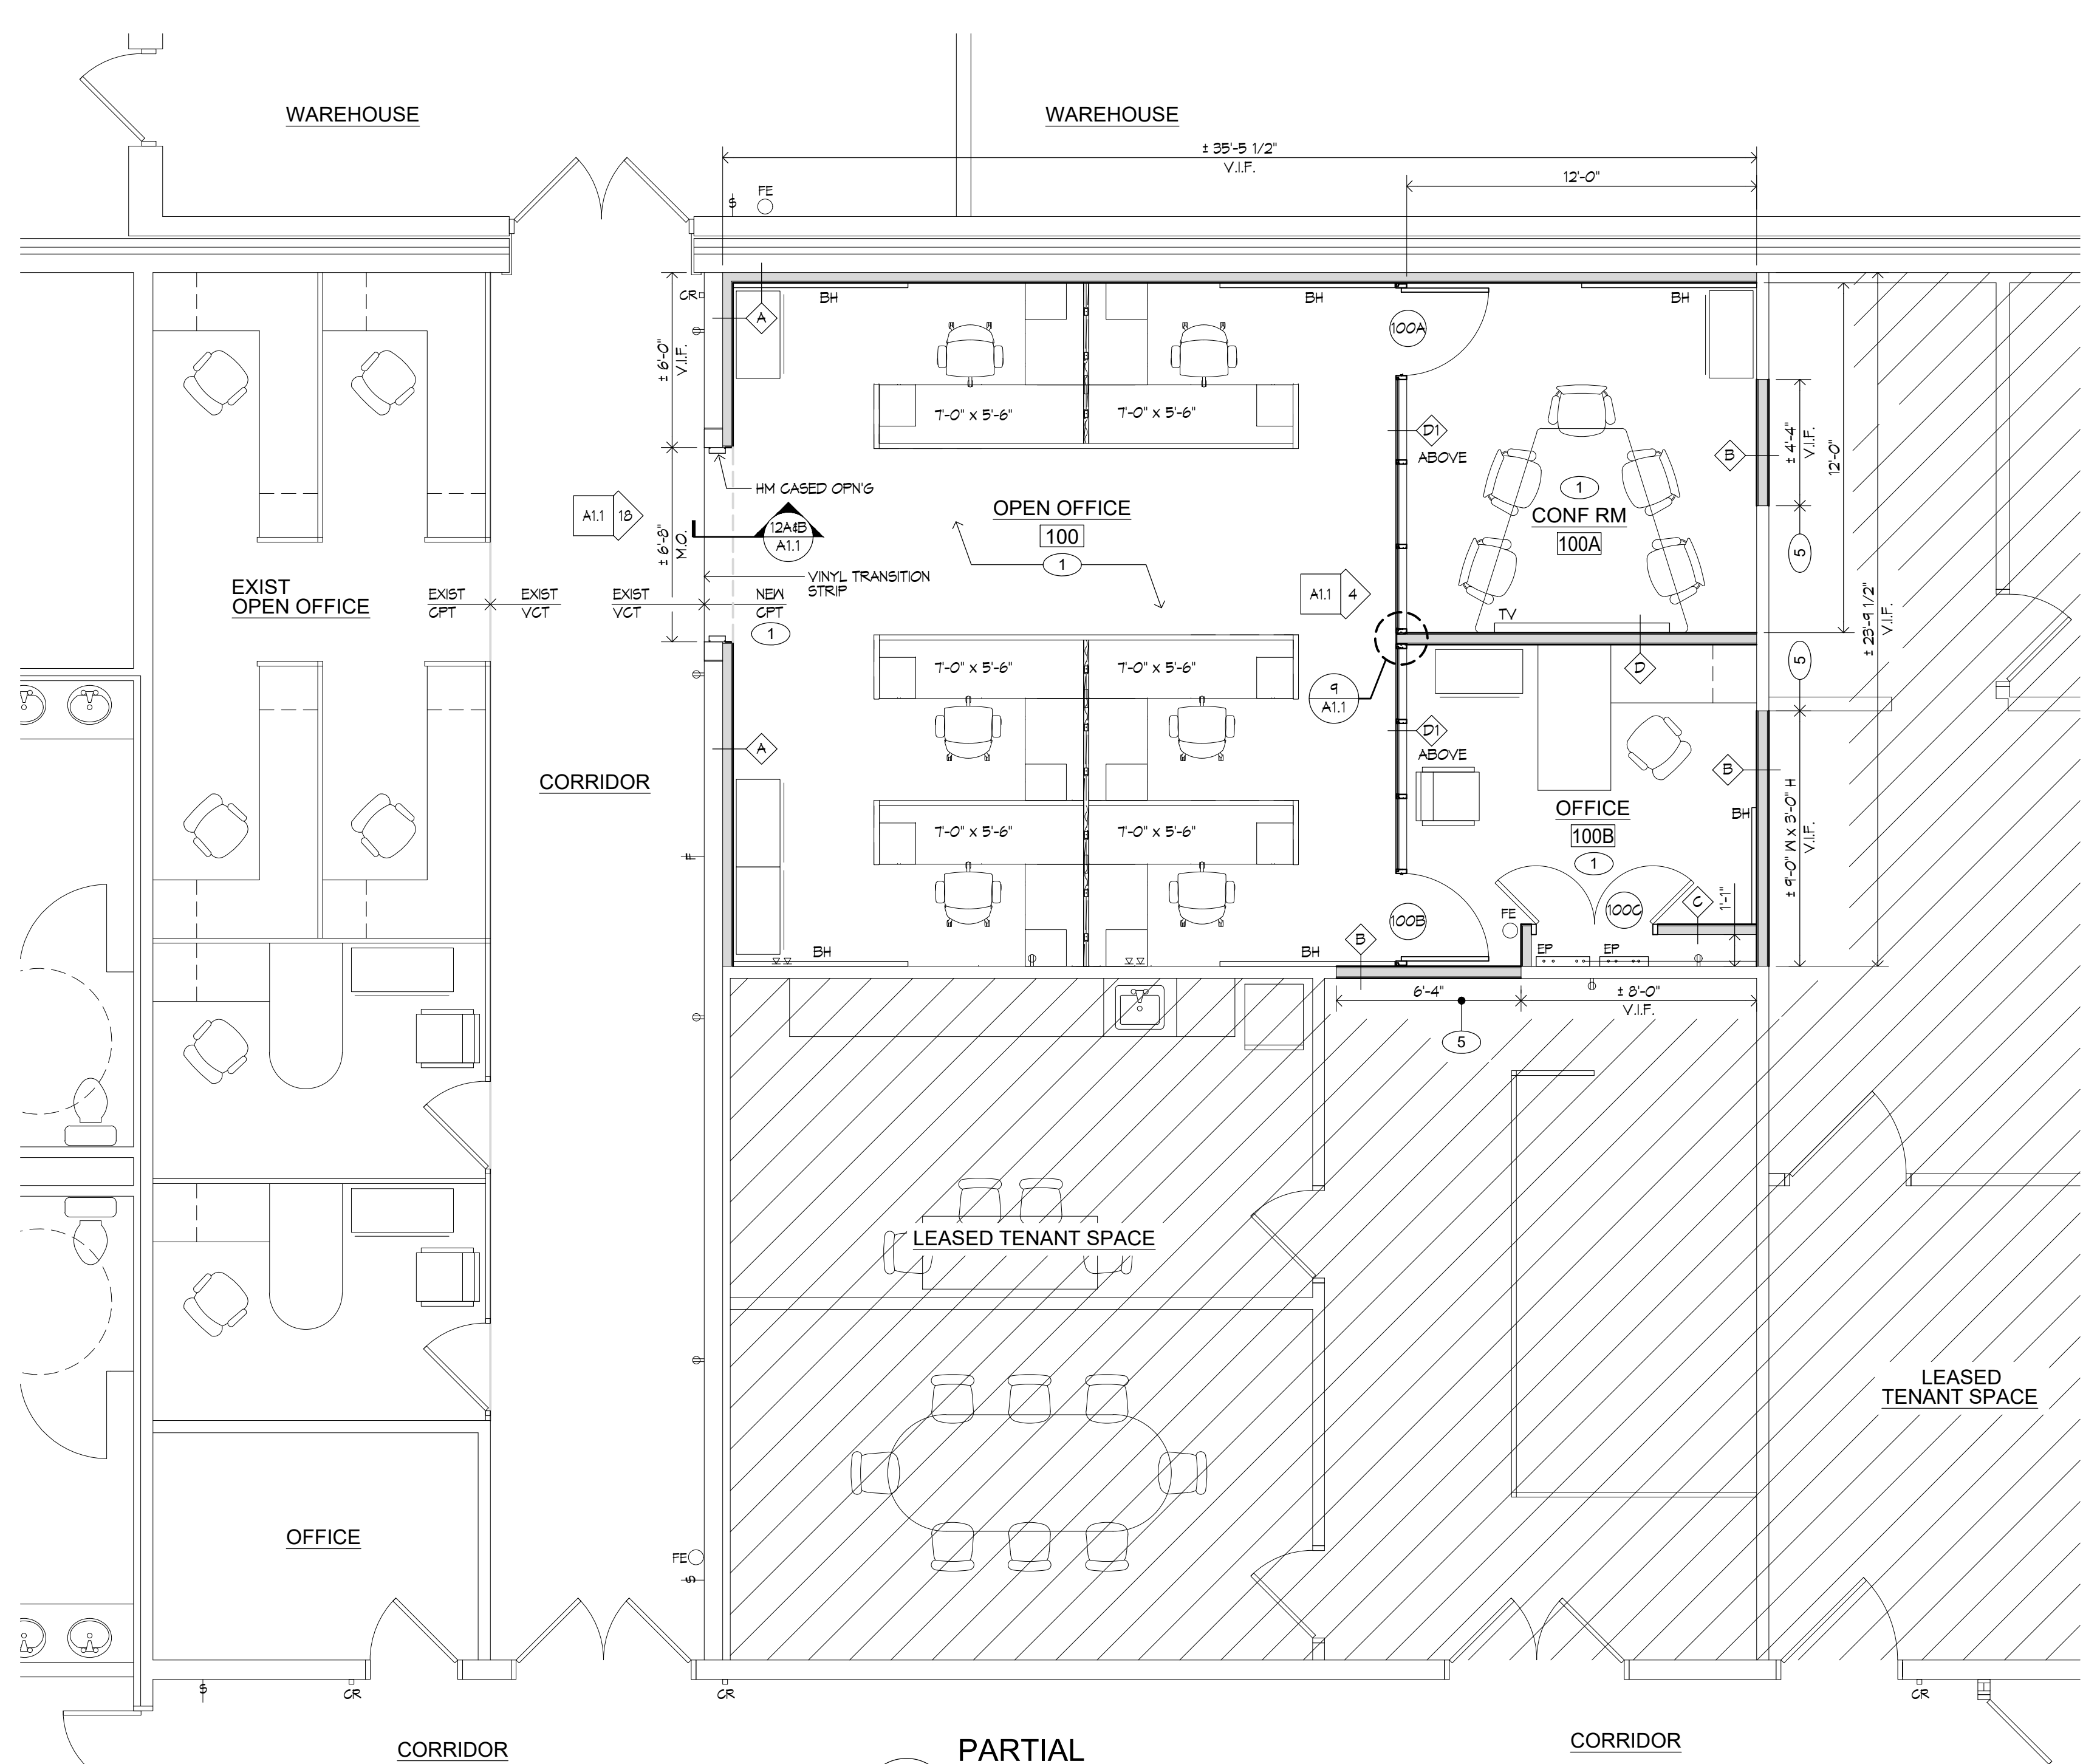 WAREHOUSE
WAREHOUSE
± 35'-5 1/2"
V.I.F.
12'-0"
$
FE
CR
BH
BH
BH
A
100A
± 6'-0"
V.I.F.
7'-0" x 5'-6"
7'-0" x 5'-6"
D1
ABOVE
B
± 4'-4"
V.I.F.
12'-0"
HM CASED OPN'G
A1.1
18
12A&B
A1.1
± 6'-8"
M.O.
OPEN OFFICE
100
1
1
CONF RM
100A
5
VINYL TRANSITION
STRIP
EXIST
OPEN OFFICE
EXIST
CPT
EXIST
VCT
EXIST
VCT
NEW
CPT
1
A1.1
4
TV
± 23'-9 1/2"
V.I.F.
7'-0" x 5'-6"
7'-0" x 5'-6"
D
5
9
A1.1
D1
ABOVE
A
B
CORRIDOR
OFFICE
100B
1
BH
± 9'-0" W x 3'-0" H
V.I.F.
7'-0" x 5'-6"
7'-0" x 5'-6"
F
100B
FE
100C
C
1'-1"
BH
BH
B
EP
EP
6'-4"
± 8'-0"
V.I.F.
5
LEASED TENANT SPACE
LEASED
TENANT SPACE
OFFICE
FE
$
$
CR
CR
CR
CORRIDOR
PARTIAL
CORRIDOR